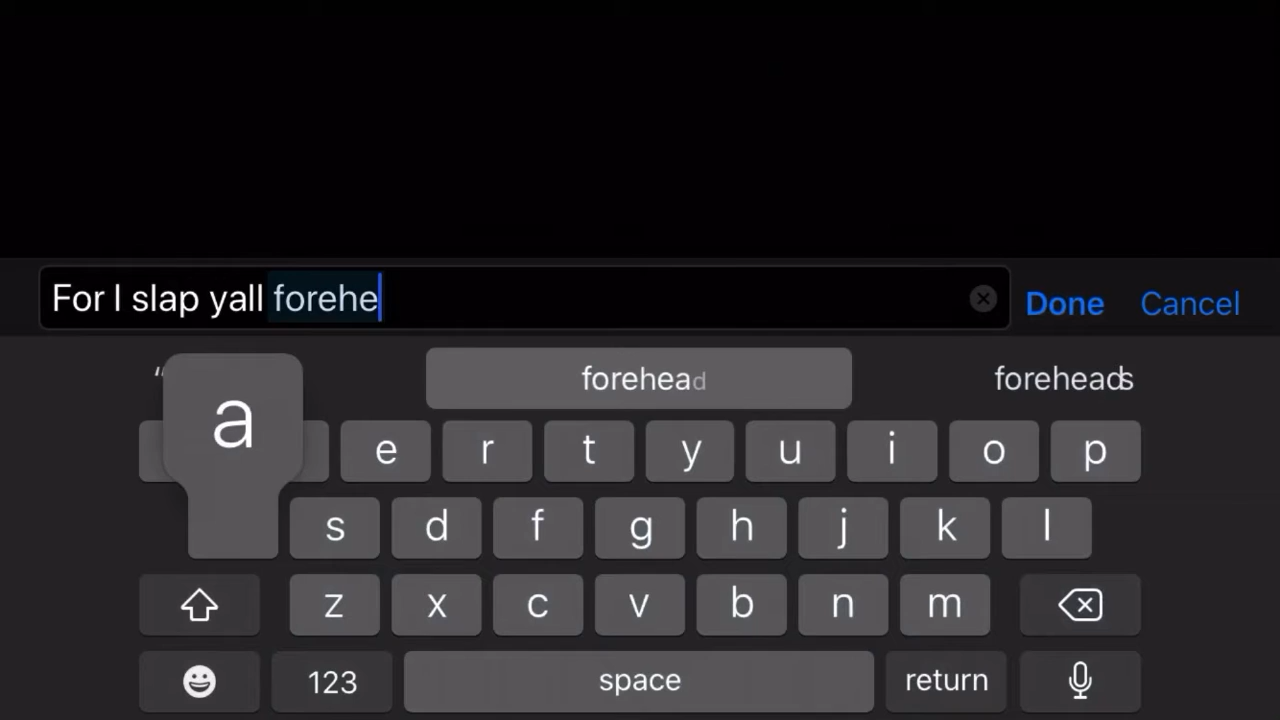 For I slap yall forehe
Done Cancel
“
forehead
foreheads
a
e r t y u i o p
s d f g h j k l
z x c v b n m
123 space return